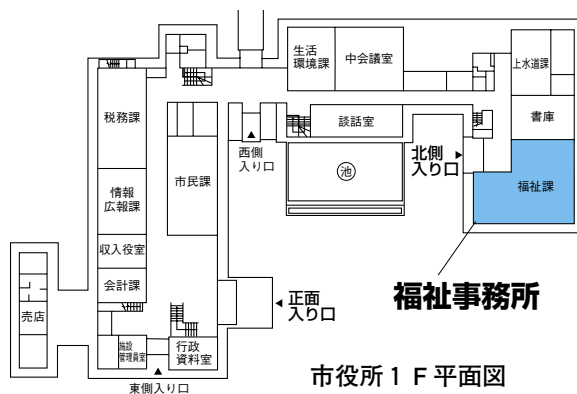 生活
環境課
中会議室
上水道課
税務課
書庫
談話室
西側
入り口
北側
入り口
市民課
池
福祉課
情報
広報課
収入役室
会計課
正面
入り口
福祉事務所
売店
施設
管理員室
行政
資料室
東側入り口
市役所1F平面図